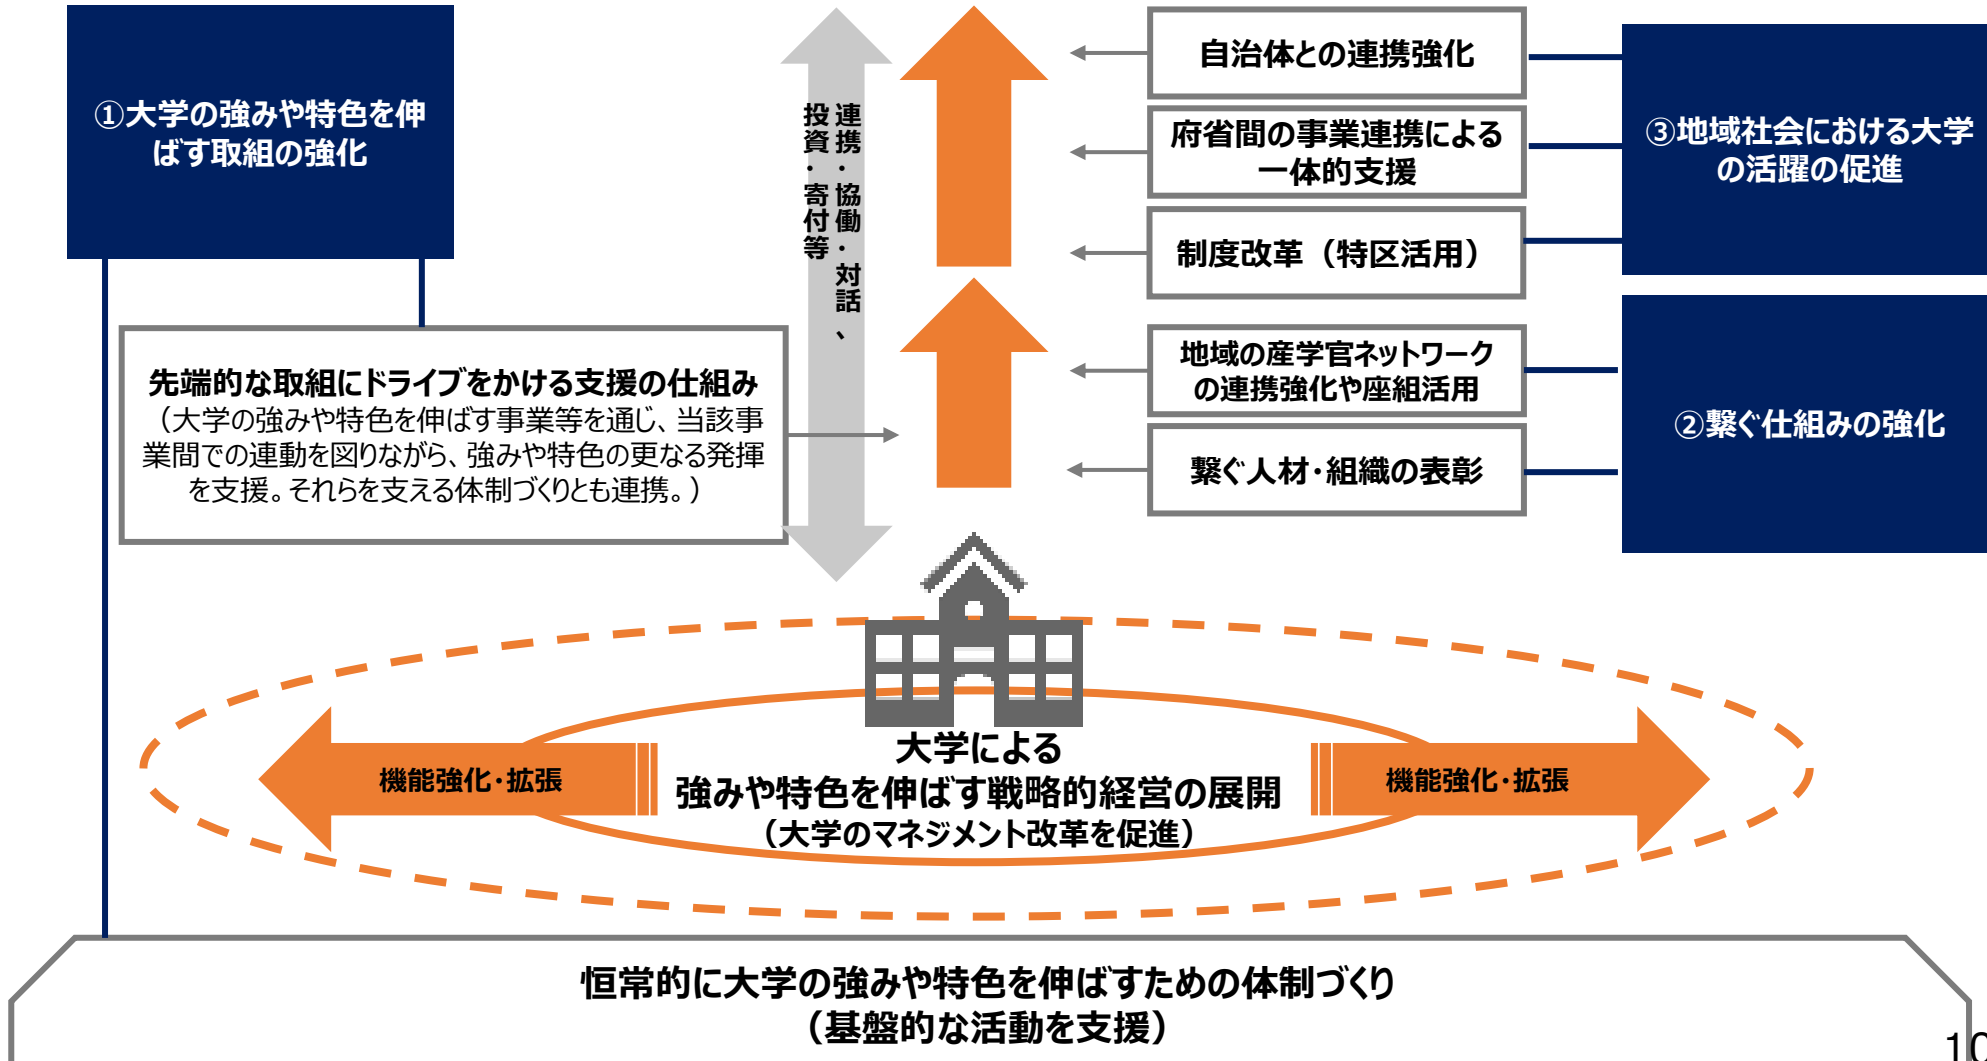 ①大学の強みや特色を伸
ばす取組の強化
連携・協働・対話、
投資・寄付等
自治体との連携強化
府省間の事業連携による
一体的支援
制度改革（特区活用）
③地域社会における大学
の活躍の促進
先端的な取組にドライブをかける支援の仕組み
（大学の強みや特色を伸ばす事業等を通じ、当該事
業間での連動を図りながら、強みや特色の更なる発揮
を支援。それらを支える体制づくりとも連携。）
地域の産学官ネットワーク
の連携強化や座組活用
繋ぐ人材・組織の表彰
②繋ぐ仕組みの強化
大学による
強みや特色を伸ばす戦略的経営の展開
（大学のマネジメント改革を促進）
機能強化・拡張
機能強化・拡張
恒常的に大学の強みや特色を伸ばすための体制づくり
（基盤的な活動を支援）
10